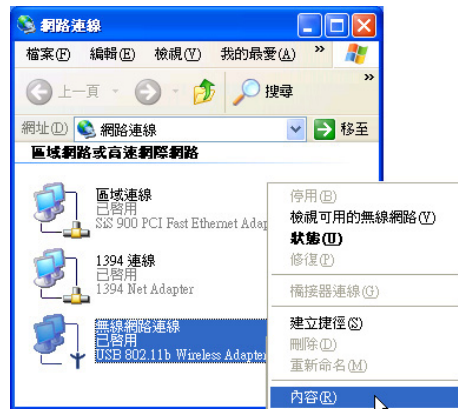 網路連線
檔案(F) 編輯(E) 檢視(V) 我的最愛(A) »
上一頁 搜尋 »
網址(D) 網路連線 移至
區域網路或高速網際網路
區域連線
已啓用
SiS 900 PCI Fast Ethernet Adap
1394 連線
已啓用
1394 Net Adapter
無線網路連線
已啓用
USB 802.11b Wireless Adapter
停用(B)
檢視可用的無線網路(V)
狀態(U)
修復(P)
橋接器連線(G)
建立捷徑(S)
刪除(D)
重新命名(M)
內容(R)